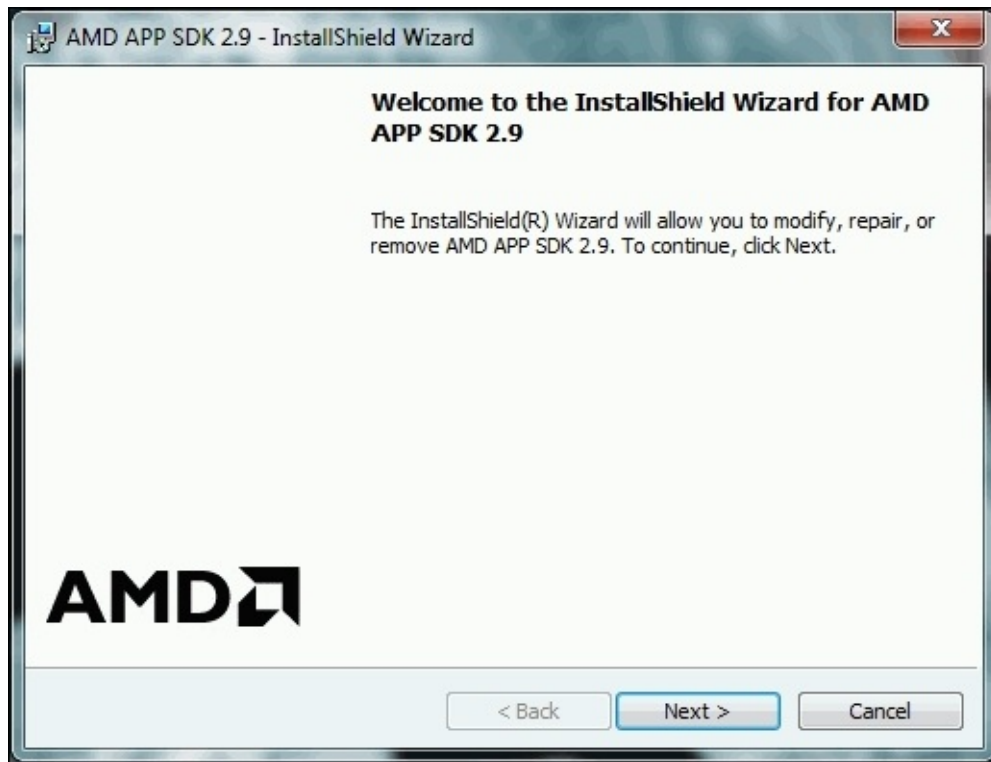 AMD APP SDK 2.9 - InstallShield Wizard
X
Welcome to the InstallShield Wizard for AMD
APP SDK 2.9
The InstallShield(R) Wizard will allow you to modify, repair, or
remove AMD APP SDK 2.9. To continue, click Next.
AMD
< Back Next > Cancel